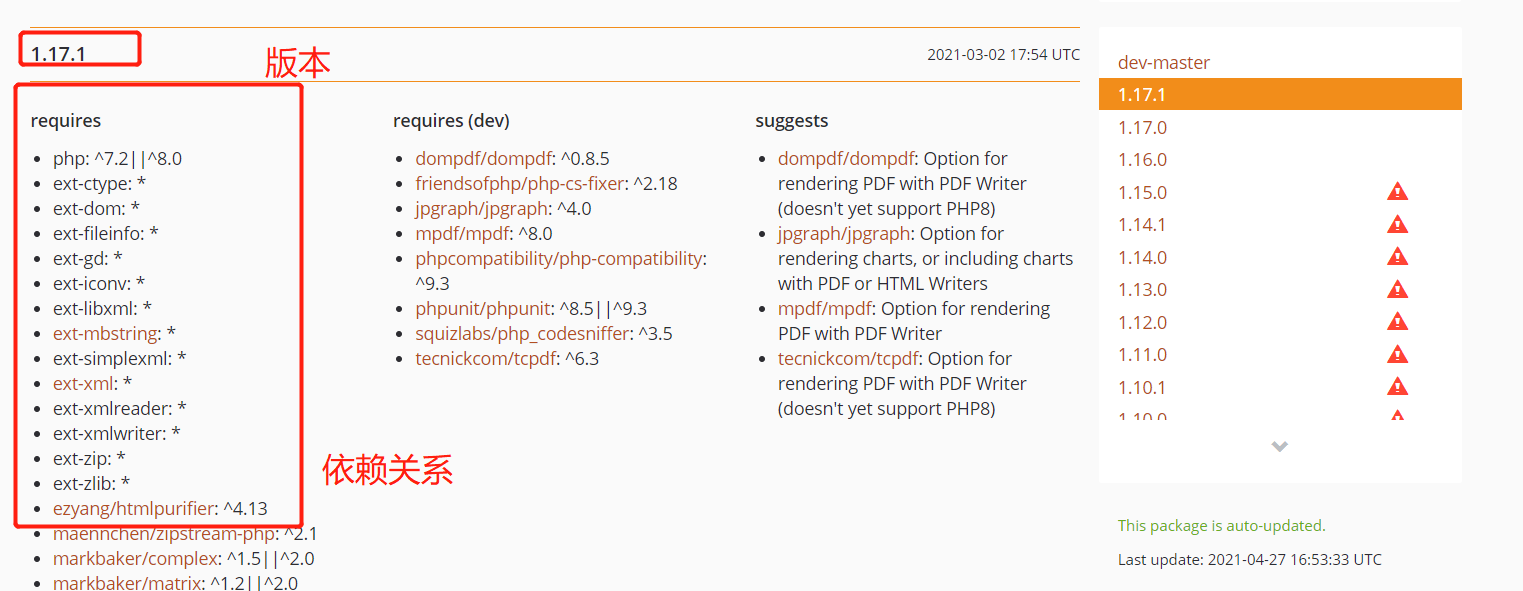 1.17.1
版本
2021-03-02 17:54 UTC
requires
php: ^7.2||^8.0
ext-ctype: *
ext-dom: *
ext-fileinfo: *
ext-gd: *
ext-iconv: *
ext-libxml: *
ext-mbstring: *
ext-simplexml: *
ext-xml: *
ext-xmlreader: *
ext-xmlwriter: *
ext-zip: *
ext-zlib: *
ezyang/htmlpurifier: ^4.13
maennchen/zipstream-php: ^2.1
markbaker/complex: ^1.5||^2.0
markbaker/matrix: ^1.2||^2.0
依赖关系
requires (dev)
dompdf/dompdf: ^0.8.5
friendsofphp/php-cs-fixer: ^2.18
jpgraph/jpgraph: ^4.0
mpdf/mpdf: ^8.0
phpcompatibility/php-compatibility:
^9.3
phpunit/phpunit: ^8.5||^9.3
squizlabs/php_codesniffer: ^3.5
tecnickcom/tcpdf: ^6.3
suggests
dompdf/dompdf: Option for
rendering PDF with PDF Writer
(doesn't yet support PHP8)
jpgraph/jpgraph: Option for
rendering charts, or including charts
with PDF or HTML Writers
mpdf/mpdf: Option for rendering
PDF with PDF Writer
tecnickcom/tcpdf: Option for
rendering PDF with PDF Writer
(doesn't yet support PHP8)
dev-master
1.17.1
1.17.0
1.16.0
1.15.0
1.14.1
1.14.0
1.13.0
1.12.0
1.11.0
1.10.1
1.10.0
This package is auto-updated.
Last update: 2021-04-27 16:53:33 UTC